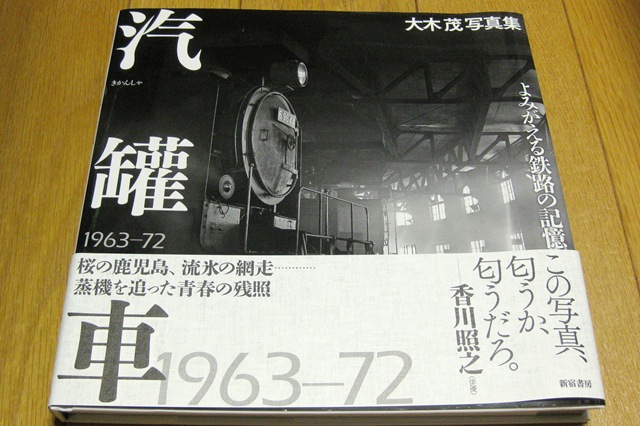 大木 茂 写真集
汽罐車
きかんしゃ
よみがえる鉄路の記憶
1963–72
桜の鹿児島、流氷の網走…………
蒸機を追った青春の残照
この写真、
匂うか、
匂うだろ。
―香川照之
1963–72
新宿書房